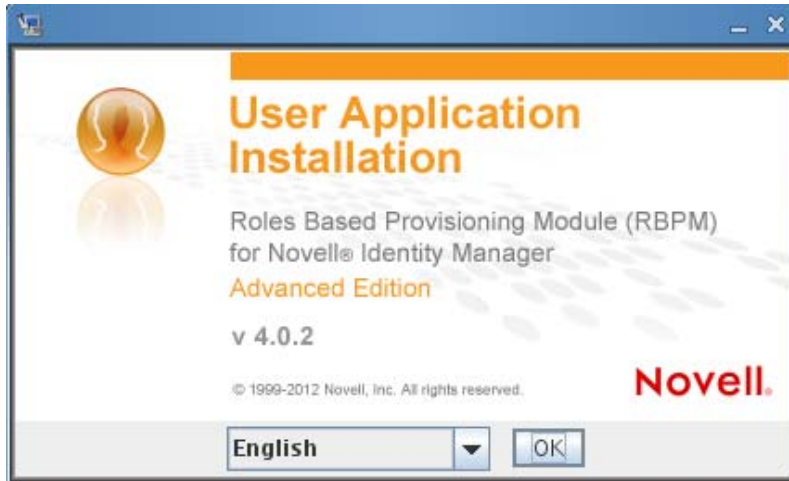 User Application
Installation
Roles Based Provisioning Module (RBPM)
for Novell® Identity Manager
Advanced Edition
v 4.0.2
© 1999-2012 Novell, Inc. All rights reserved.
Novell.
English
OK